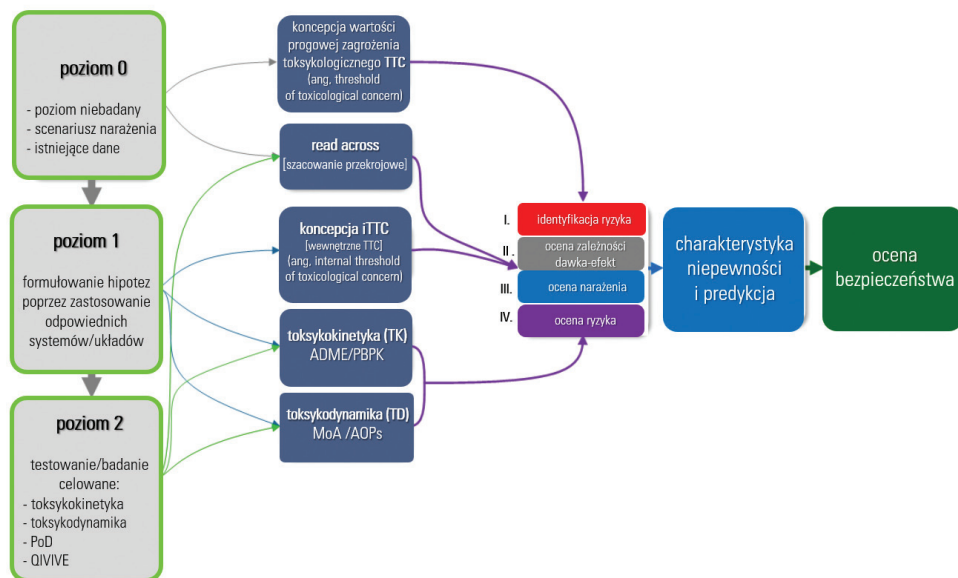 poziom 0
- poziom niebadany
- scenariusz narażenia
- istniejące dane
poziom 1
formułowanie hipotez
poprzez zastosowanie
odpowiednich
systemów/układów
poziom 2
testowanie/badanie
celowane:
- toksykokinetyka
- toksykodynamika
- PoD
- QIVIVE
koncepcja wartości
progowej zagrożenia
toksykologicznego TTC
(ang. threshold
of toxicological concern)
read across
[szacowanie przekrojowe]
koncepcja iTTC
[wewnętrzne TTC]
(ang. internal threshold
of toxicological concern)
toksykokinetyka (TK)
ADME/PBPK
toksykodynamika (TD)
MoA /AOPs
I. identyfikacja ryzyka
II. ocena zależności
dawka-efekt
III. ocena narażenia
IV. ocena ryzyka
charakterystyka
niepewności
i predykcja
ocena
bezpieczeństwa